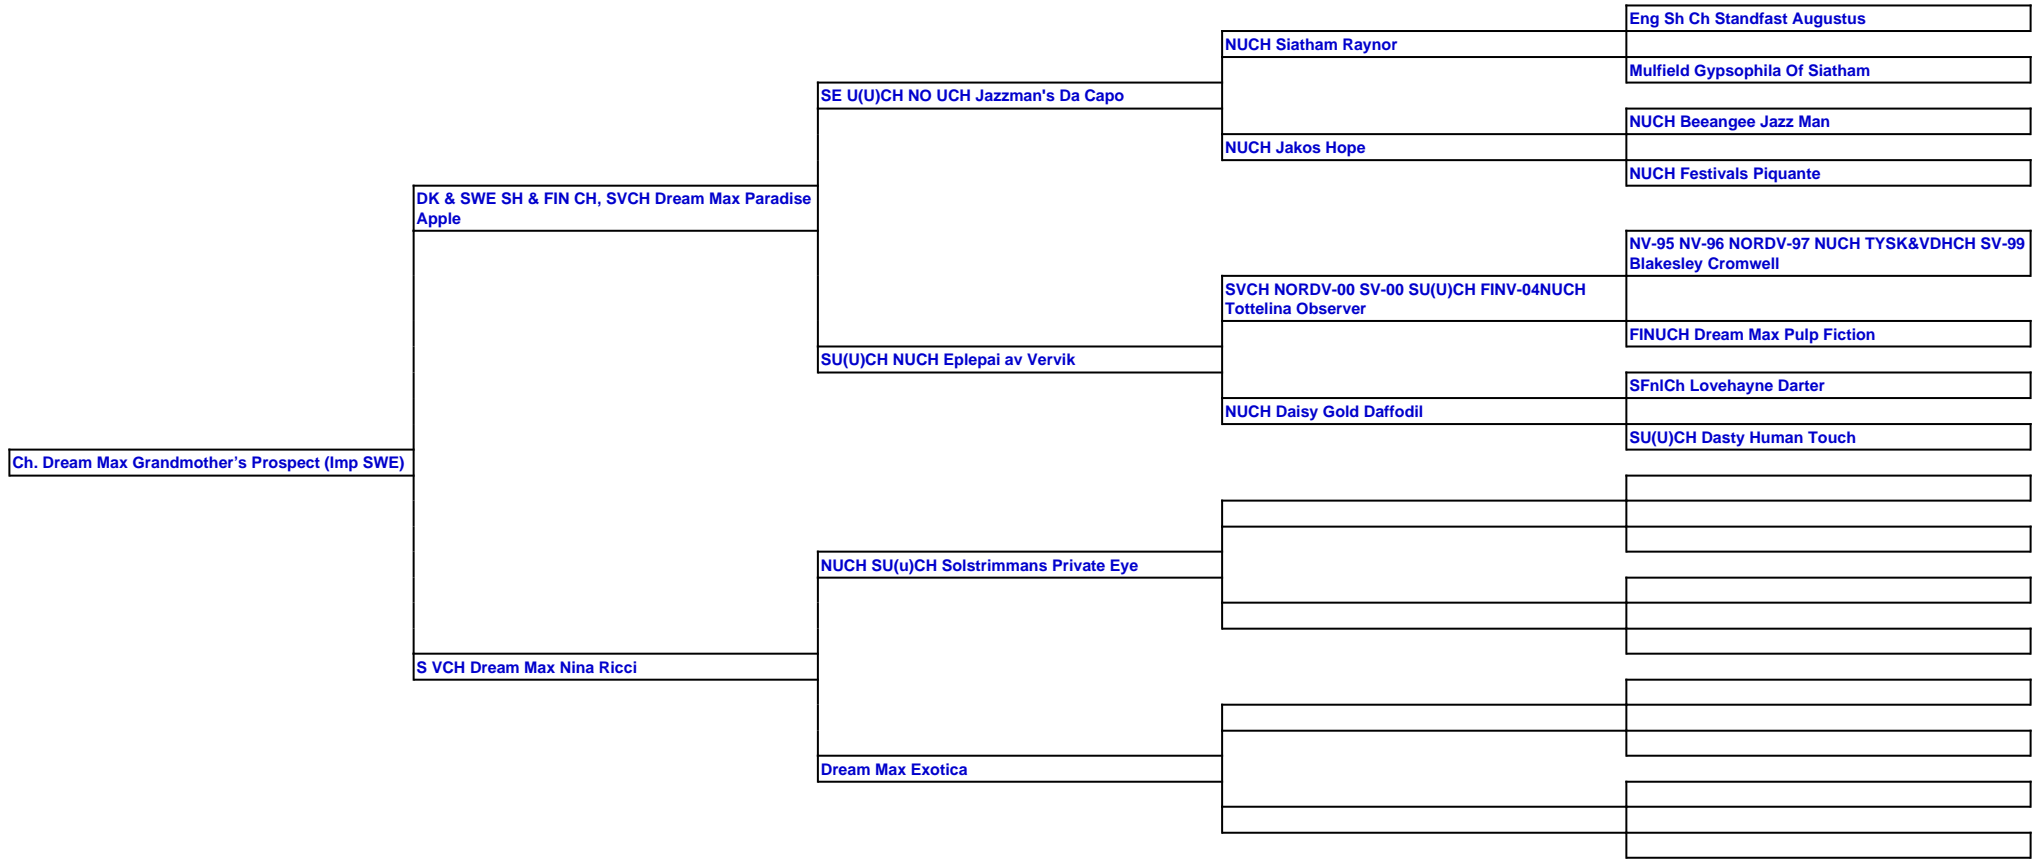 Eng Sh Ch Standfast Augustus
NUCH Siatham Raynor
Mulfield Gypsophila Of Siatham
SE U(U)CH NO UCH Jazzman's Da Capo
NUCH Beeangee Jazz Man
NUCH Jakos Hope
NUCH Festivals Piquante
DK & SWE SH & FIN CH, SVCH Dream Max Paradise
Apple
NV-95 NV-96 NORDV-97 NUCH TYSK&VDHCH SV-99
Blakesley Cromwell
SVCH NORDV-00 SV-00 SU(U)CH FINV-04NUCH
Tottelina Observer
FINUCH Dream Max Pulp Fiction
SU(U)CH NUCH Eplepai av Vervik
SFnlCh Lovehayne Darter
NUCH Daisy Gold Daffodil
SU(U)CH Dasty Human Touch
Ch. Dream Max Grandmother’s Prospect (Imp SWE)
NUCH SU(u)CH Solstrimmans Private Eye
S VCH Dream Max Nina Ricci
Dream Max Exotica